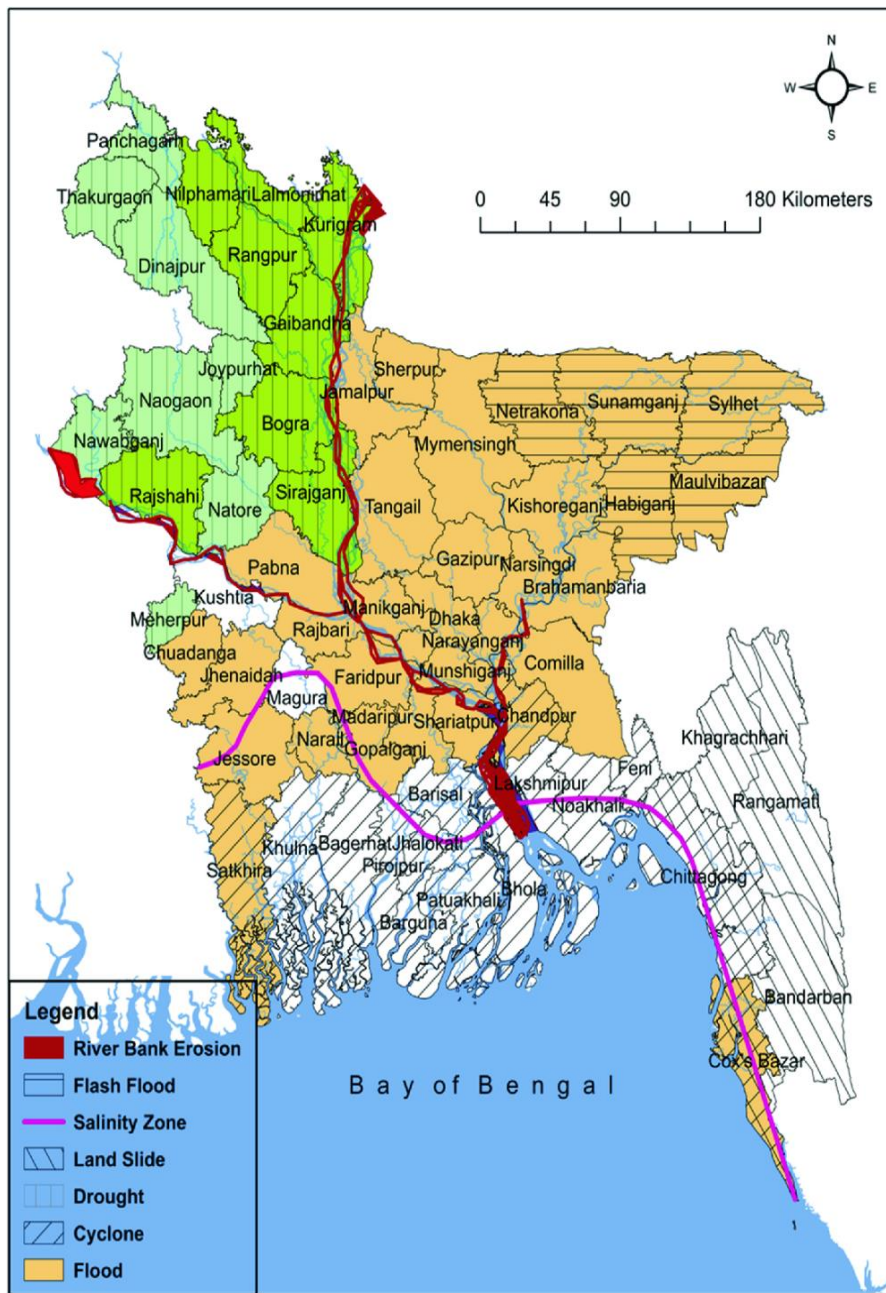 N
W E
S
0 45 90 180 Kilometers
Panchagarh
Thakurgaon
Nilphamari
Lalmonirhat
Kurigram
Dinajpur
Rangpur
Gaibandha
Joypurhat
Naogaon
Nawabganj
Bogra
Jamalpur
Sherpur
Netrakona
Sunamganj
Sylhet
Mymensingh
Rajshahi
Natore
Sirajganj
Tangail
Kishoreganj
Habiganj
Maulvibazar
Pabna
Gazipur
Narsingdi
Brahamanbaria
Kushtia
Meherpur
Manikganj
Dhaka
Rajbari
Narayanganj
Chuadanga
Jhenaidah
Faridpur
Munshiganj
Comilla
Magura
Madaripur
Shariatpur
Chandpur
Narail
Gopalganj
Jessore
Khagrachhari
Feni
Lakshmipur
Barisal
Noakhali
Rangamati
Khulna
Bagerhat
Jhalokati
Satkhira
Pirojpur
Chittagong
Bhola
Patuakhali
Barguna
Bandarban
Cox's Bazar
Bay of Bengal
Legend
River Bank Erosion
Flash Flood
Salinity Zone
Land Slide
Drought
Cyclone
Flood